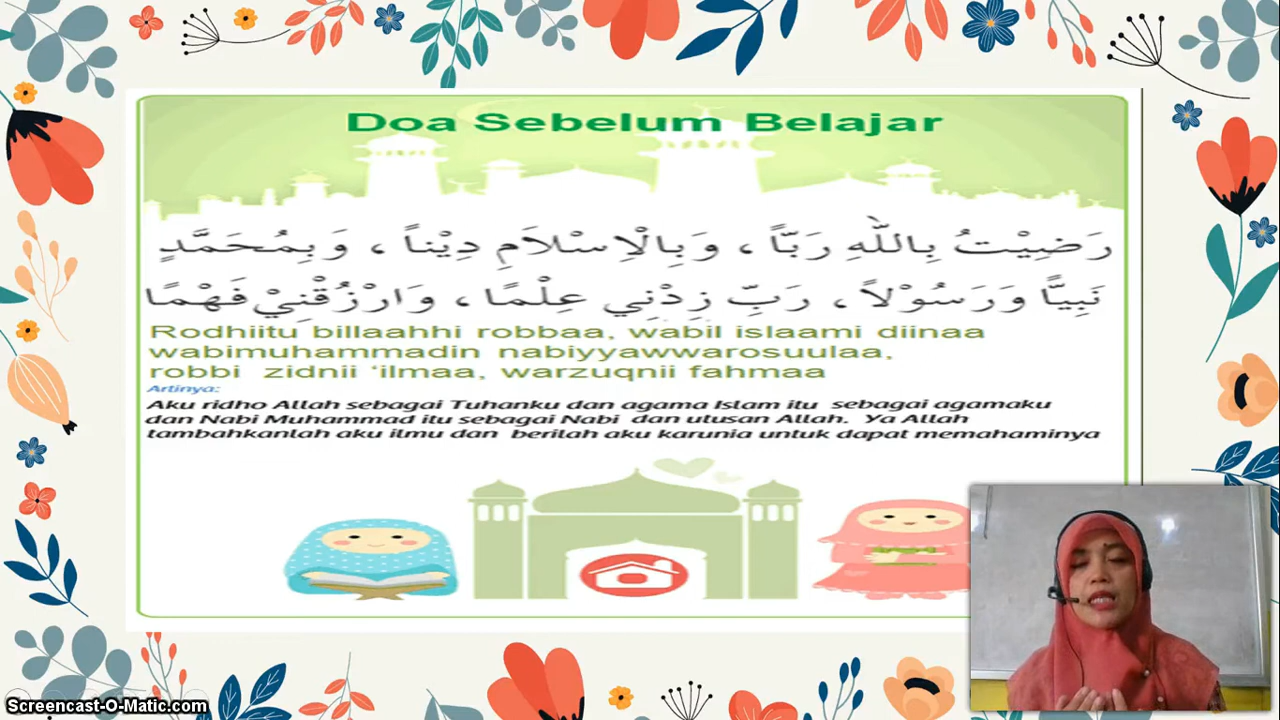 Doa Sebelum Belajar
رَضِيْتُ بِاللّٰهِ رَبًّا ، وَبِالْاِسْلاَمِ دِيْناً ، وَبِمُحَمَّدٍ
نَبِيًّا وَرَسُوْلاً ، رَبِّ زِدْنِي عِلْمًا ، وَارْزُقْنِيْ فَهْمًا
Rodhiitu billaahhi robbaa, wabil islaami diinaa
wabimuhammadin nabiyyawwarosuulaa,
robbi zidnii ‘ilmaa, warzuqnii fahmaa
Artinya:
Aku ridho Allah sebagai Tuhanku dan agama Islam itu sebagai agamaku
dan Nabi Muhammad itu sebagai Nabi dan utusan Allah. Ya Allah
tambahkanlah aku ilmu dan berilah aku karunia untuk dapat memahaminya
Screencast-O-Matic.com